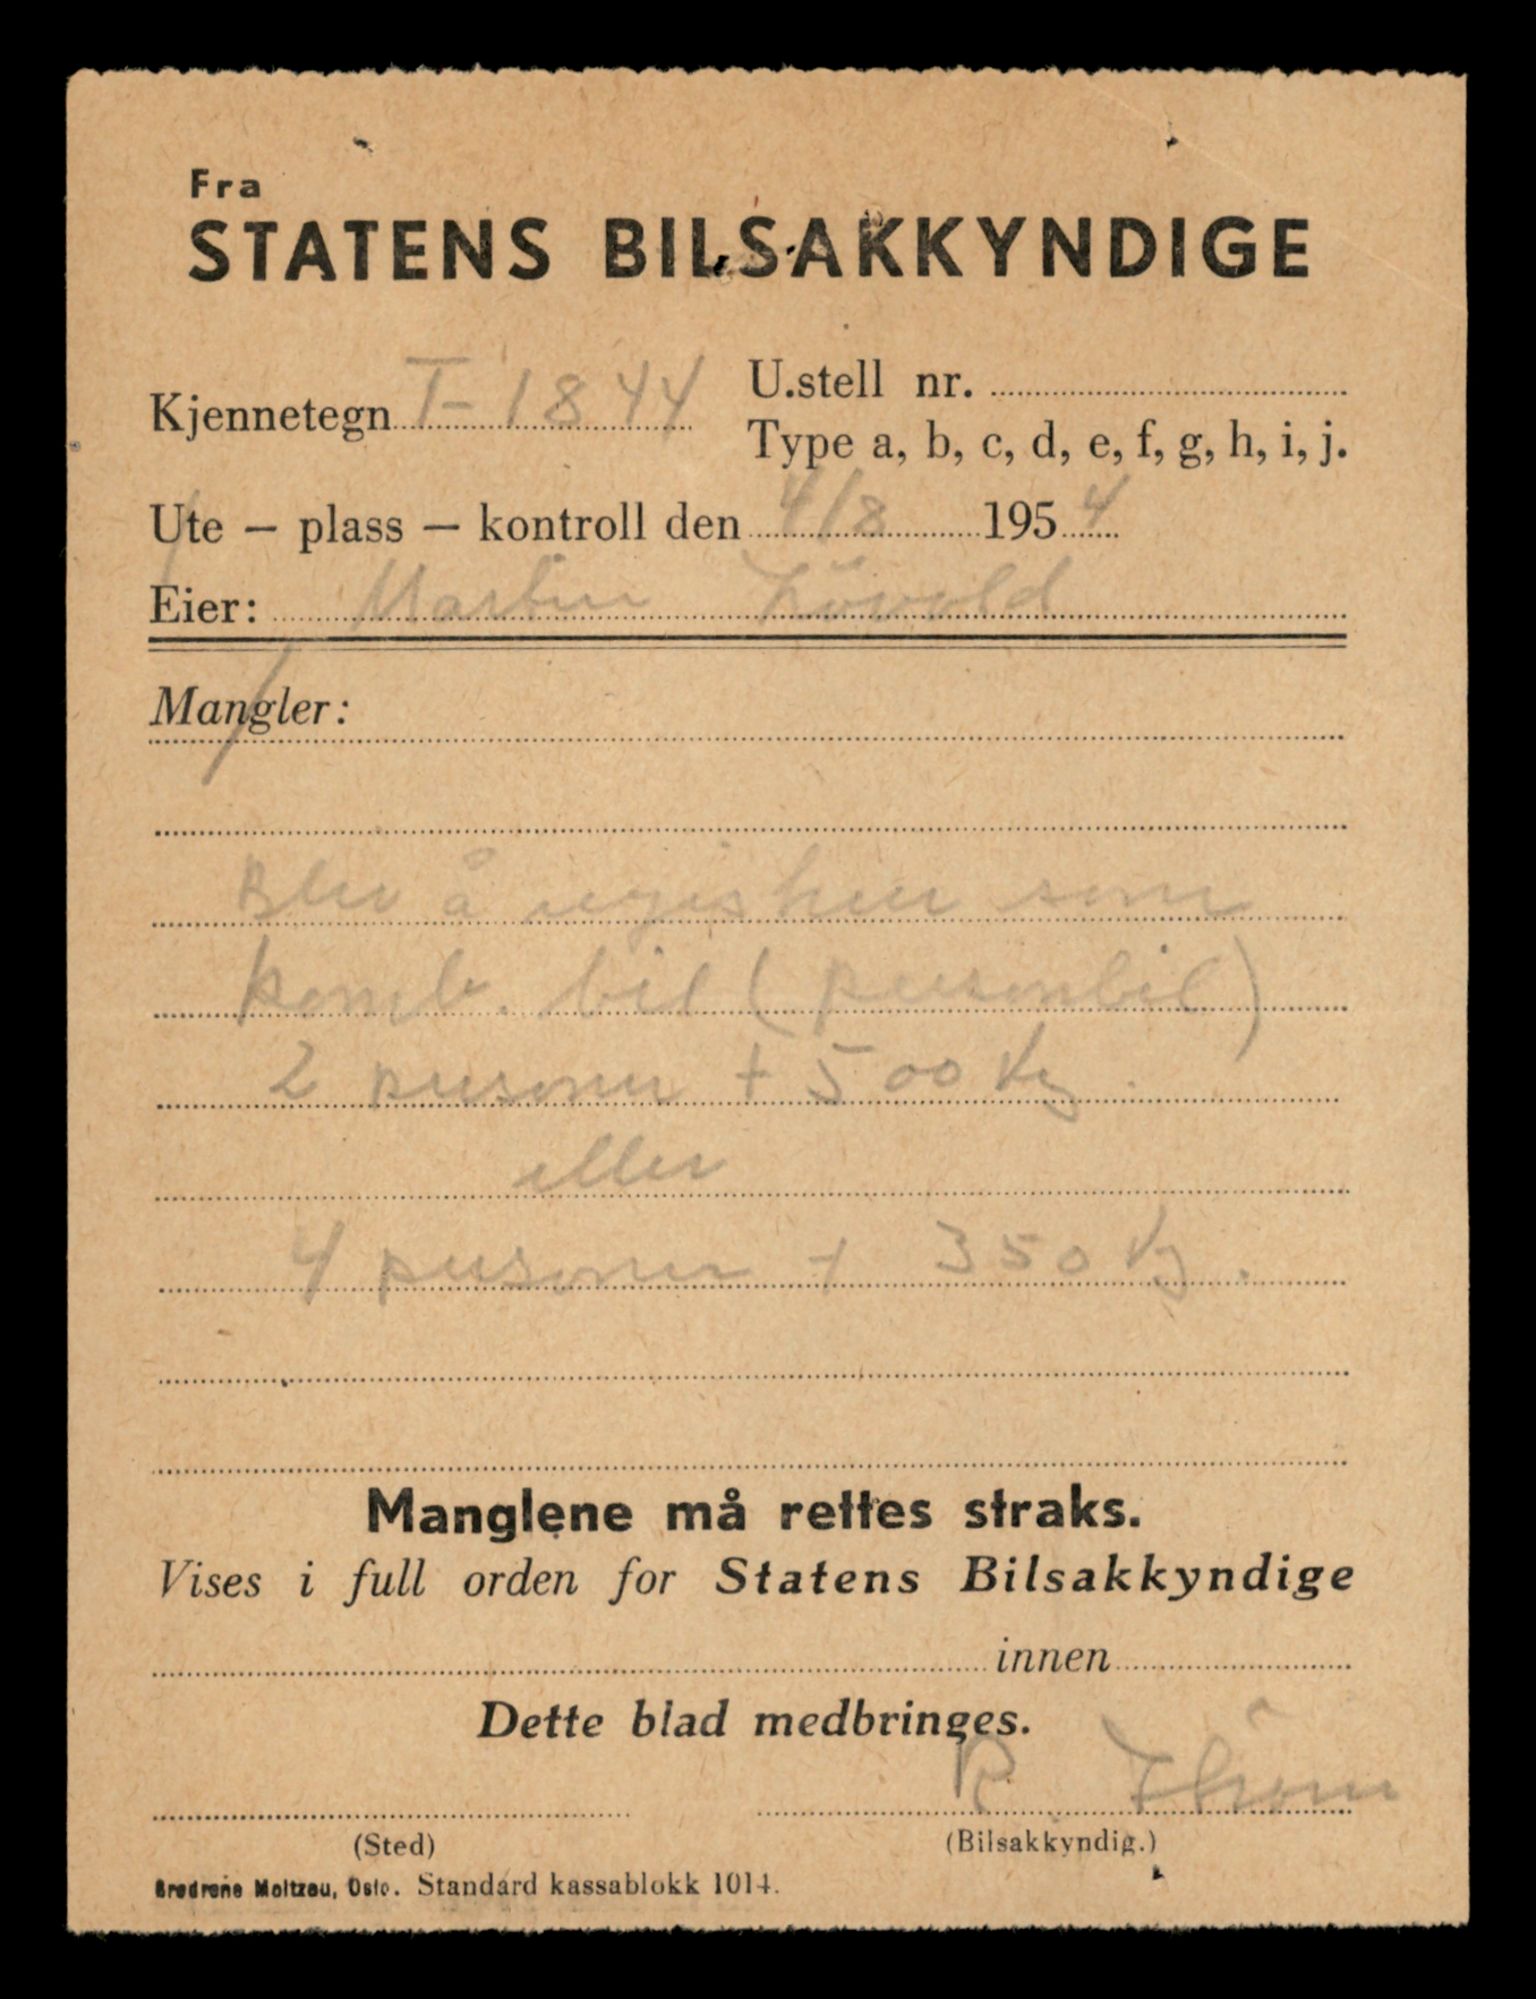 Fra
STATENS BILSAKKYNDIGE
Kjennetegn T-1844
U.stell nr.
Type a, b, c, d, e, f, g, h, i, j.
Ute — plass — kontroll den 4/8 1954
Eier: Martin Løvold
Mangler:
Blir å registrere som
komb. bil (personbil)
2 personer + 500 kg.
eller
4 personer + 350 kg.
Manglene må rettes straks.
Vises i full orden for Statens Bilsakkyndige
innen
Dette blad medbringes.
R.
(Sted)
(Bilsakkyndig.)
Brødrene Moltzau, Oslo. Standard kassablokk 1014.